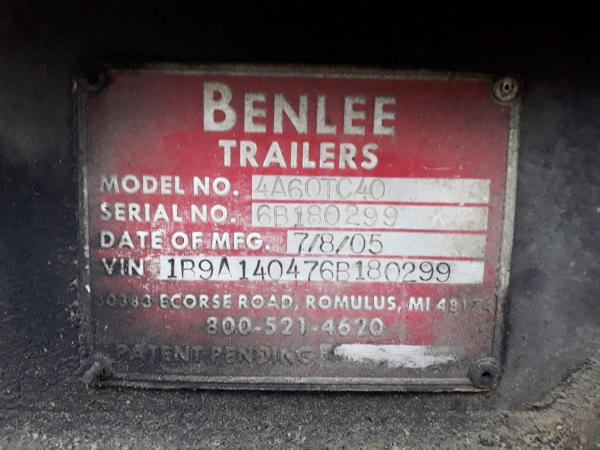 BENLEE
TRAILERS
MODEL NO. 4A60TC40
SERIAL NO. 6B180299
DATE OF MFG. 7/8/05
VIN 1B9A140476B180299
ECORSE ROAD, ROMULUS, MI
800-521-4620
PATENT PENDING